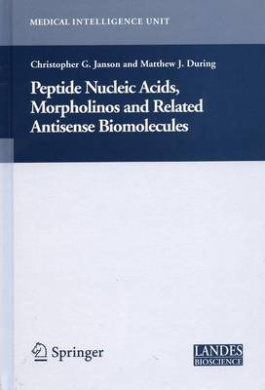 MEDICAL INTELLIGENCE UNIT
Christopher G. Janson and Matthew J. During
Peptide Nucleic Acids,
Morpholinos and Related
Antisense Biomolecules
Springer
LANDES
BIOSCIENCE